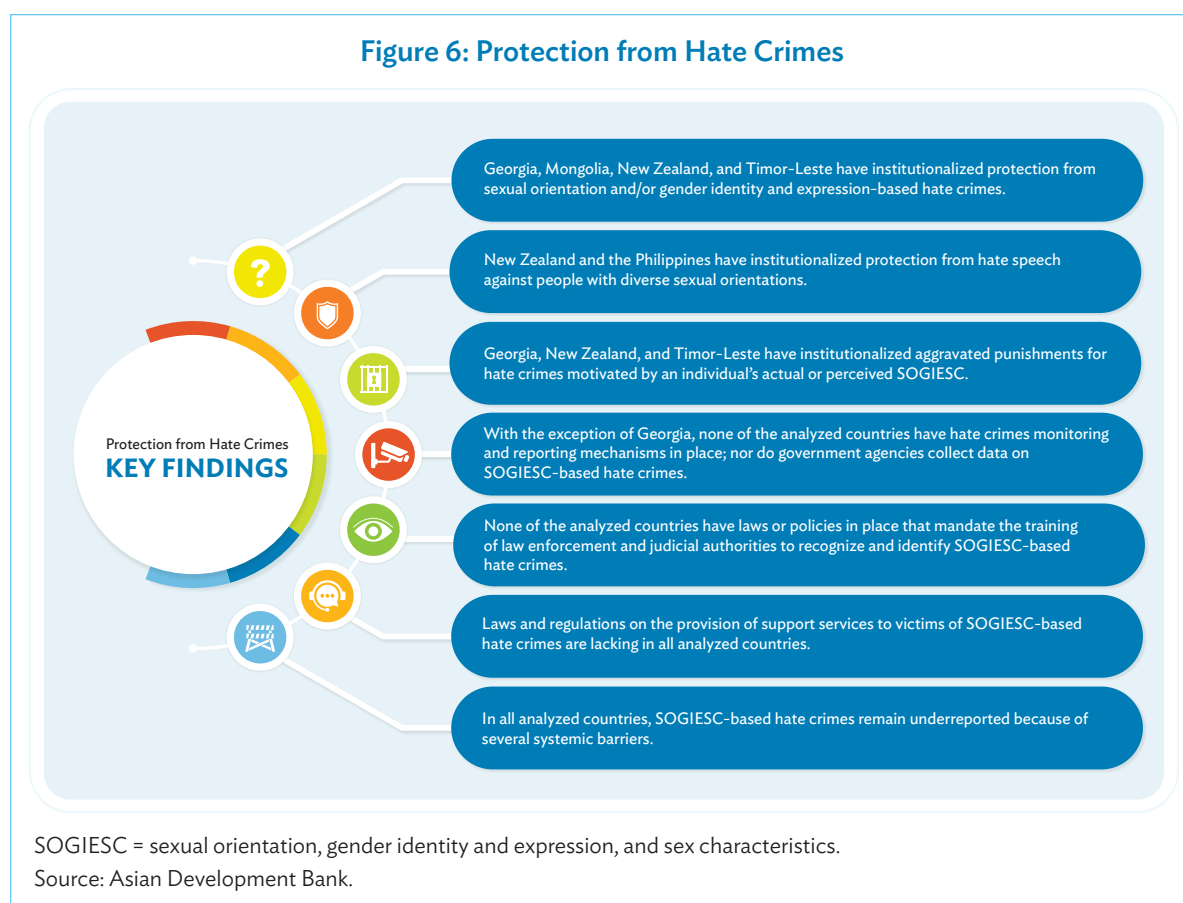 Figure 6: Protection from Hate Crimes
Georgia, Mongolia, New Zealand, and Timor-Leste have institutionalized protection from
sexual orientation and/or gender identity and expression-based hate crimes.
New Zealand and the Philippines have institutionalized protection from hate speech
against people with diverse sexual orientations.
Georgia, New Zealand, and Timor-Leste have institutionalized aggravated punishments for
hate crimes motivated by an individual's actual or perceived SOGIESC.
Protection from Hate Crimes
KEY FINDINGS
With the exception of Georgia, none of the analyzed countries have hate crimes monitoring
and reporting mechanisms in place; nor do government agencies collect data on
SOGIESC-based hate crimes.
None of the analyzed countries have laws or policies in place that mandate the training
of law enforcement and judicial authorities to recognize and identify SOGIESC-based
hate crimes.
Laws and regulations on the provision of support services to victims of SOGIESC-based
hate crimes are lacking in all analyzed countries.
In all analyzed countries, SOGIESC-based hate crimes remain underreported because of
several systemic barriers.
SOGIESC = sexual orientation, gender identity and expression, and sex characteristics.
Source: Asian Development Bank.